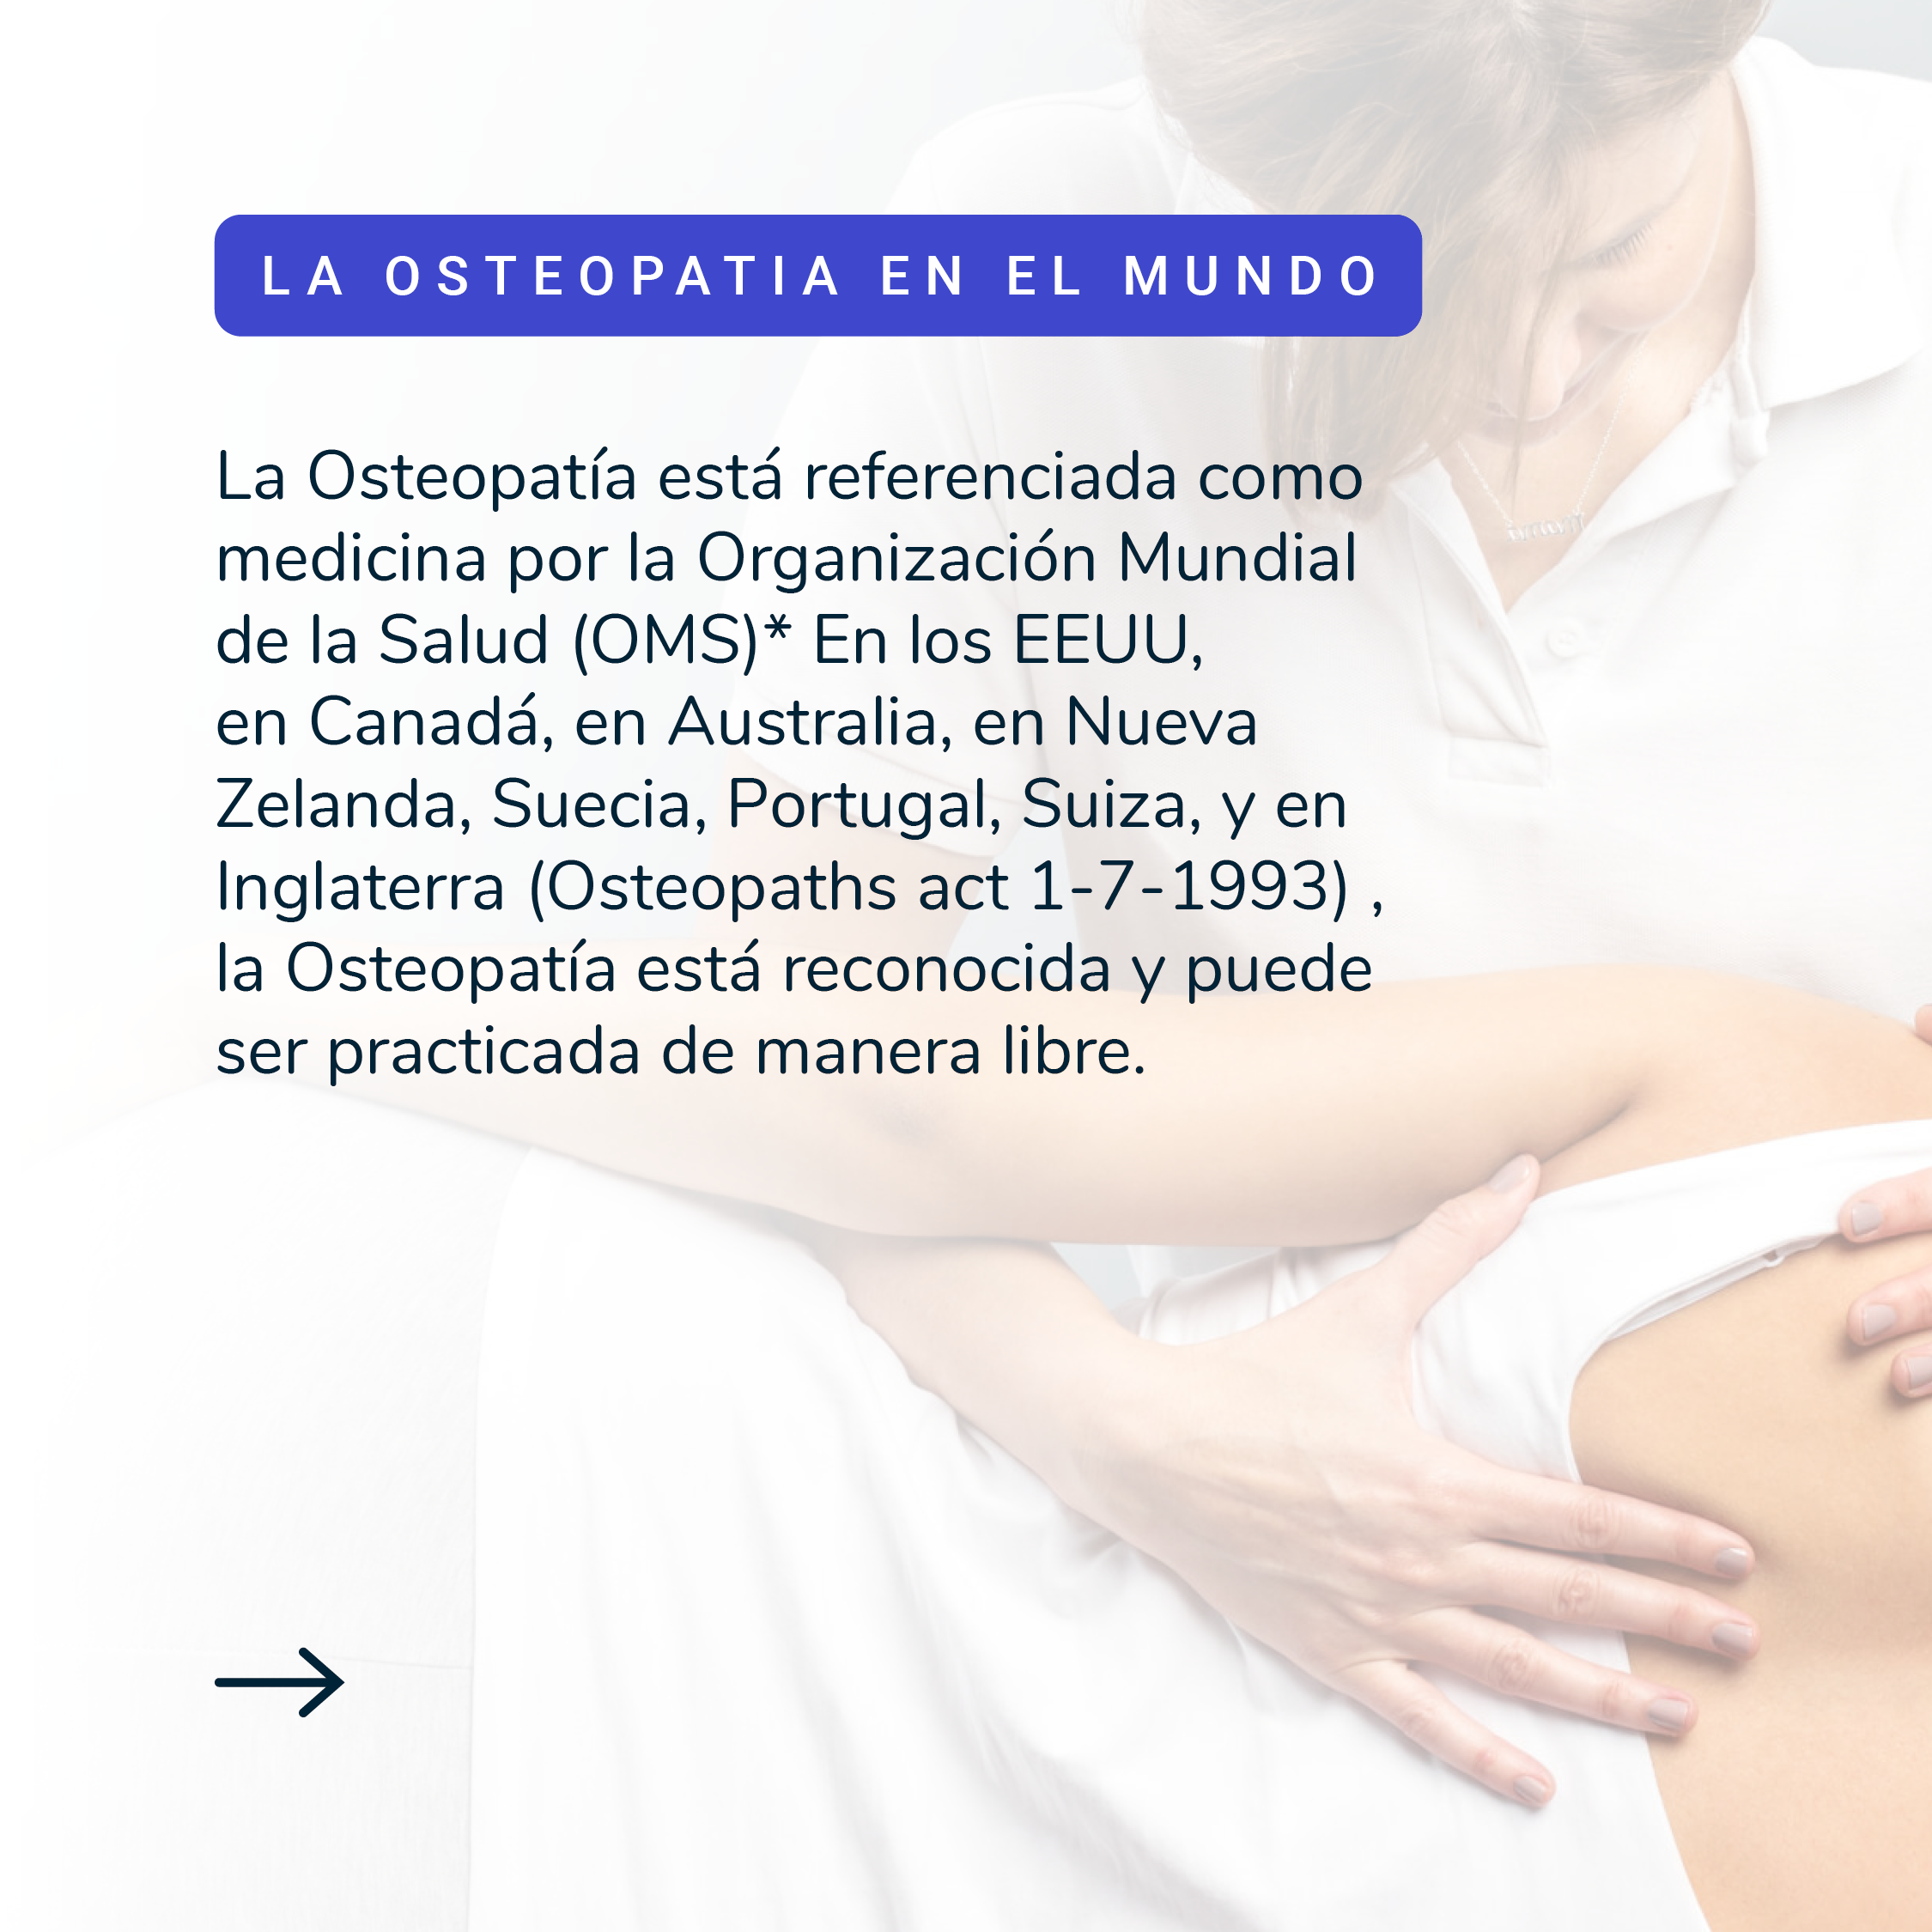 LA OSTEOPATIA EN EL MUNDO
La Osteopatía está referenciada como
medicina por la Organización Mundial
de la Salud (OMS)* En los EEUU,
en Canadá, en Australia, en Nueva
Zelanda, Suecia, Portugal, Suiza, y en
Inglaterra (Osteopaths act 1-7-1993) ,
la Osteopatía está reconocida y puede
ser practicada de manera libre.